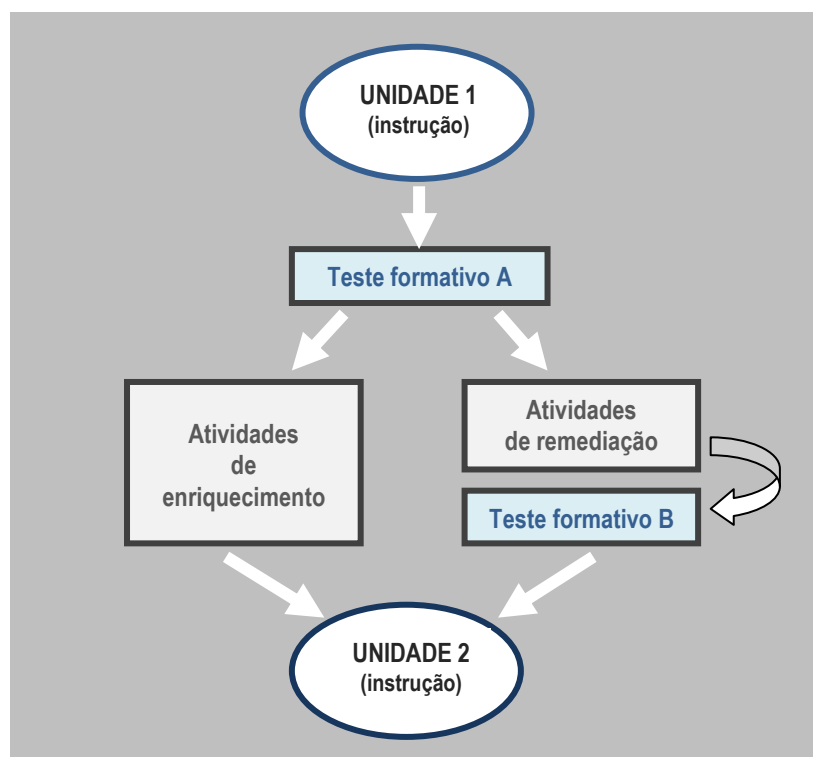 UNIDADE 1
(instrução)
Teste formativo A
Atividades
de
enriquecimento
Atividades
de remediação
Teste formativo B
UNIDADE 2
(instrução)